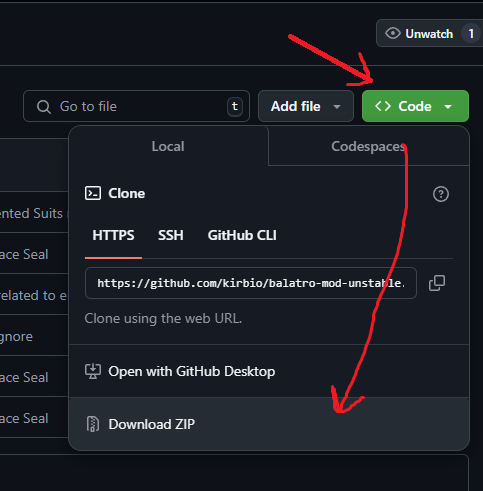 Unwatch 1
Go to file t Add file Code
Local Codespaces
Clone
ented Suits
HTTPS SSH GitHub CLI
ace Seal
https://github.com/kirbio/balatro-mod-unstable.
related to e
Clone using the web URL.
gnore
Open with GitHub Desktop
ace Seal
Download ZIP
ace Seal